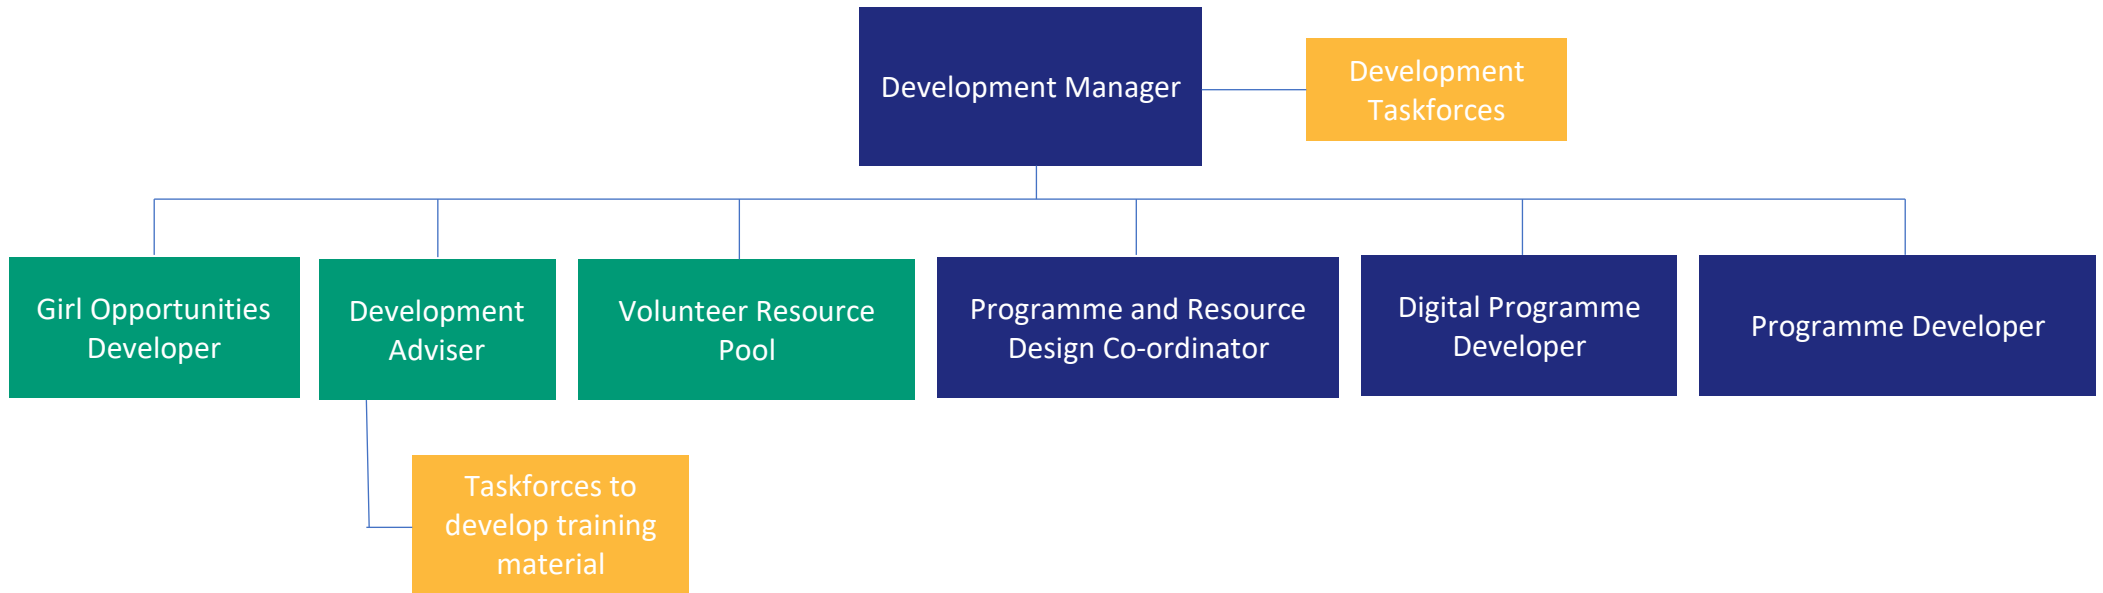 Development Manager
Development
Taskforces
Girl Opportunities
Developer
Development
Adviser
Volunteer Resource
Pool
Programme and Resource
Design Co-ordinator
Digital Programme
Developer
Programme Developer
Taskforces to
develop training
material